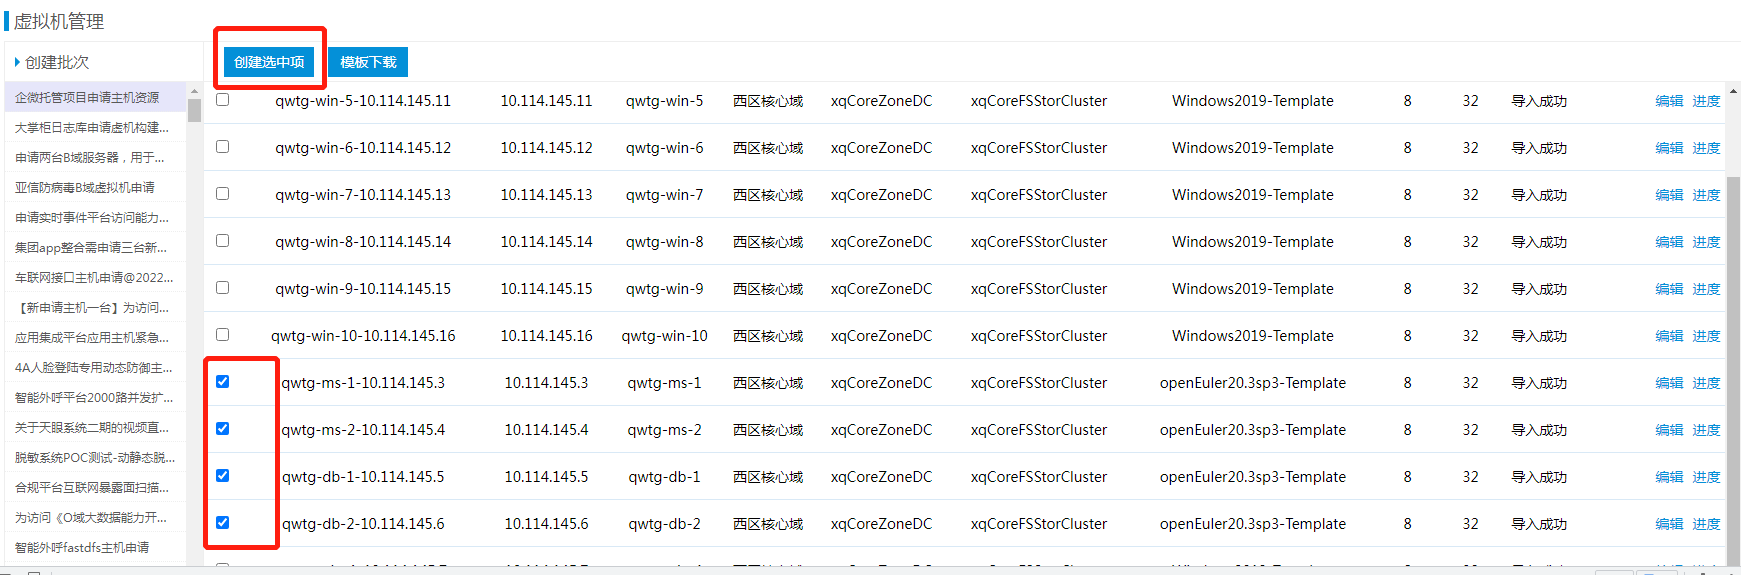 虚拟机管理
创建批次
创建选中项 模板下载
企微托管项目申请主机资源
大掌柜日志库申请虚机构建...
申请两台B域服务器，用于...
亚信防病毒B域虚拟机申请
申请实时事件平台访问能力...
集团app整合需申请三台新...
车联网接口主机申请@2022...
【新申请主机一台】为访问...
应用集成平台应用主机紧急...
4A人脸登陆专用动态防御主...
智能外呼平台2000路并发扩...
关于天眼系统二期的视频直...
脱敏系统POC测试-动静态脱...
合规平台互联网暴露面扫描...
为访问《O域大数据能力开...
智能外呼fastdfs主机申请
qwtg-win-5-10.114.145.11 10.114.145.11 qwtg-win-5 西区核心域 xqCoreZoneDC xqCoreFSStorCluster Windows2019-Template 8 32 导入成功 编辑 进度
qwtg-win-6-10.114.145.12 10.114.145.12 qwtg-win-6 西区核心域 xqCoreZoneDC xqCoreFSStorCluster Windows2019-Template 8 32 导入成功 编辑 进度
qwtg-win-7-10.114.145.13 10.114.145.13 qwtg-win-7 西区核心域 xqCoreZoneDC xqCoreFSStorCluster Windows2019-Template 8 32 导入成功 编辑 进度
qwtg-win-8-10.114.145.14 10.114.145.14 qwtg-win-8 西区核心域 xqCoreZoneDC xqCoreFSStorCluster Windows2019-Template 8 32 导入成功 编辑 进度
qwtg-win-9-10.114.145.15 10.114.145.15 qwtg-win-9 西区核心域 xqCoreZoneDC xqCoreFSStorCluster Windows2019-Template 8 32 导入成功 编辑 进度
qwtg-win-10-10.114.145.16 10.114.145.16 qwtg-win-10 西区核心域 xqCoreZoneDC xqCoreFSStorCluster Windows2019-Template 8 32 导入成功 编辑 进度
qwtg-ms-1-10.114.145.3 10.114.145.3 qwtg-ms-1 西区核心域 xqCoreZoneDC xqCoreFSStorCluster openEuler20.3sp3-Template 8 32 导入成功 编辑 进度
qwtg-ms-2-10.114.145.4 10.114.145.4 qwtg-ms-2 西区核心域 xqCoreZoneDC xqCoreFSStorCluster openEuler20.3sp3-Template 8 32 导入成功 编辑 进度
qwtg-db-1-10.114.145.5 10.114.145.5 qwtg-db-1 西区核心域 xqCoreZoneDC xqCoreFSStorCluster openEuler20.3sp3-Template 8 32 导入成功 编辑 进度
qwtg-db-2-10.114.145.6 10.114.145.6 qwtg-db-2 西区核心域 xqCoreZoneDC xqCoreFSStorCluster openEuler20.3sp3-Template 8 32 导入成功 编辑 进度